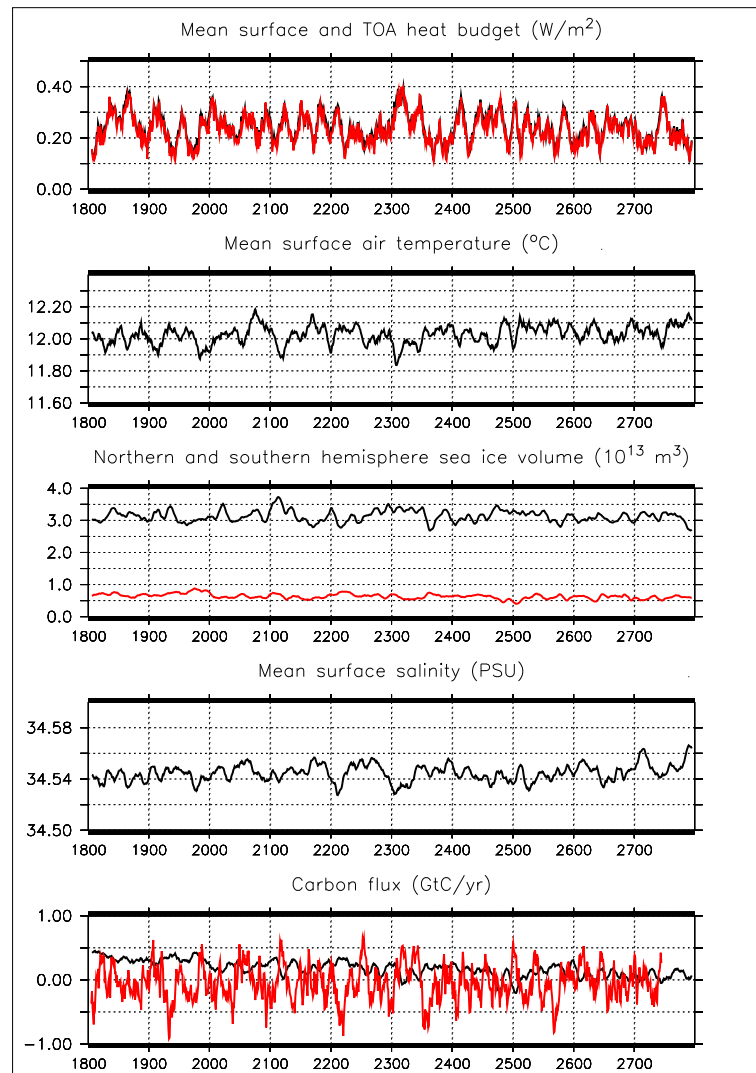 Mean surface and TOA heat budget (W/m²)
0.40
0.20
0.00
1800 1900 2000 2100 2200 2300 2400 2500 2600 2700
Mean surface air temperature (°C)
12.20
12.00
11.80
11.60
1800 1900 2000 2100 2200 2300 2400 2500 2600 2700
Northern and southern hemisphere sea ice volume (10¹³ m³)
4.0
3.0
2.0
1.0
0.0
1800 1900 2000 2100 2200 2300 2400 2500 2600 2700
Mean surface salinity (PSU)
34.58
34.54
34.50
1800 1900 2000 2100 2200 2300 2400 2500 2600 2700
Carbon flux (GtC/yr)
1.00
0.00
−1.00
1800 1900 2000 2100 2200 2300 2400 2500 2600 2700